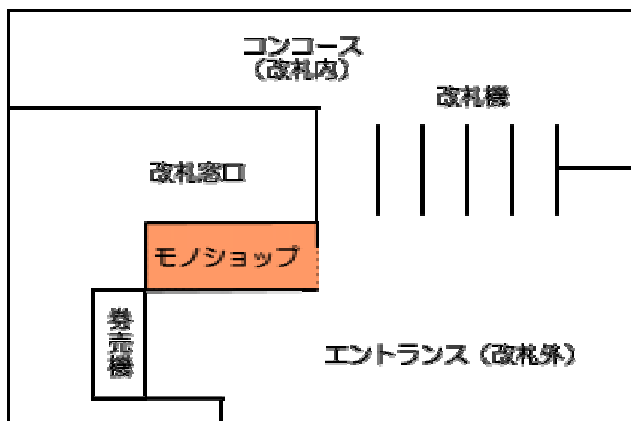 コンコース
（改札内）
改札機
改札窓口
モノショップ
券売機
エントランス（改札外）